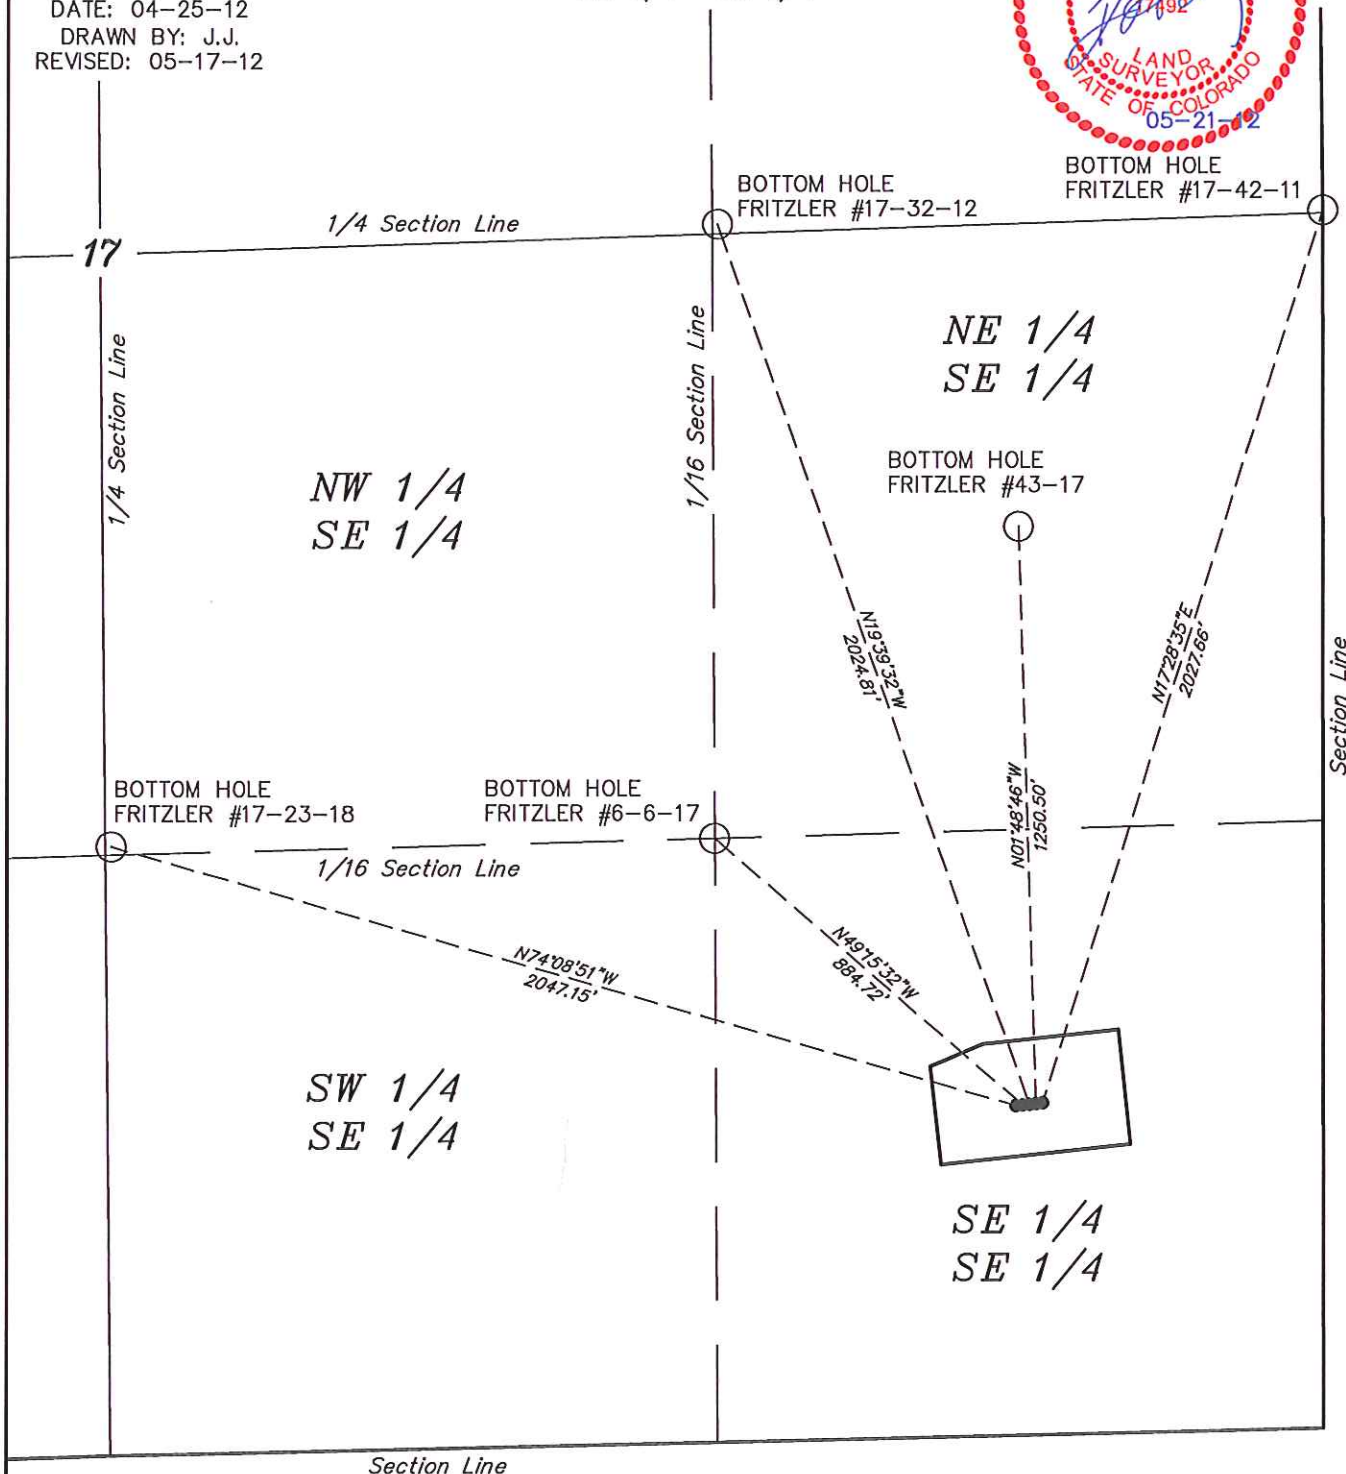 DATE: 04-25-12
DRAWN BY: J.J.
REVISED: 05-17-12
LAND
SURVEYOR
STATE OF COLORADO
05-21-12
BOTTOM HOLE
FRITZLER #17-32-12
BOTTOM HOLE
FRITZLER #17-42-11
1/4 Section Line
17
1/4 Section Line
1/16 Section Line
NE 1/4
SE 1/4
NW 1/4
SE 1/4
BOTTOM HOLE
FRITZLER #43-17
N19°39'32"W
2024.81'
N17°28'35"E
2027.66'
Section Line
N01°48'46"W
1250.50'
BOTTOM HOLE
FRITZLER #17-23-18
BOTTOM HOLE
FRITZLER #6-6-17
1/16 Section Line
N74°08'51"W
2047.15'
N49°15'32"W
884.72'
SW 1/4
SE 1/4
SE 1/4
SE 1/4
Section Line